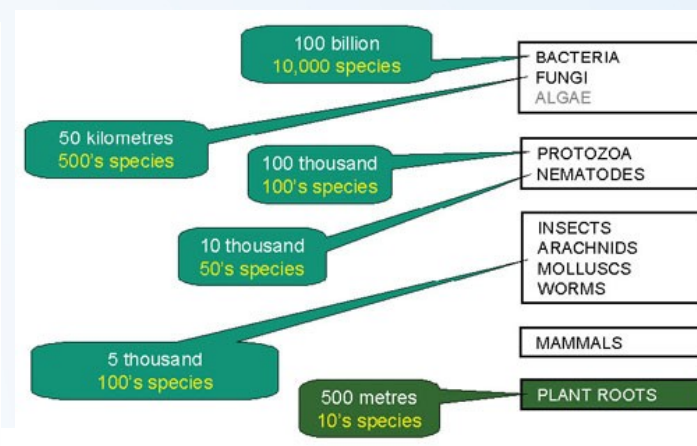 100 billion
10,000 species
BACTERIA
FUNGI
ALGAE
50 kilometres
500's species
100 thousand
100's species
PROTOZOA
NEMATODES
10 thousand
50's species
INSECTS
ARACHNIDS
MOLLUSCS
WORMS
5 thousand
100's species
MAMMALS
500 metres
10's species
PLANT ROOTS